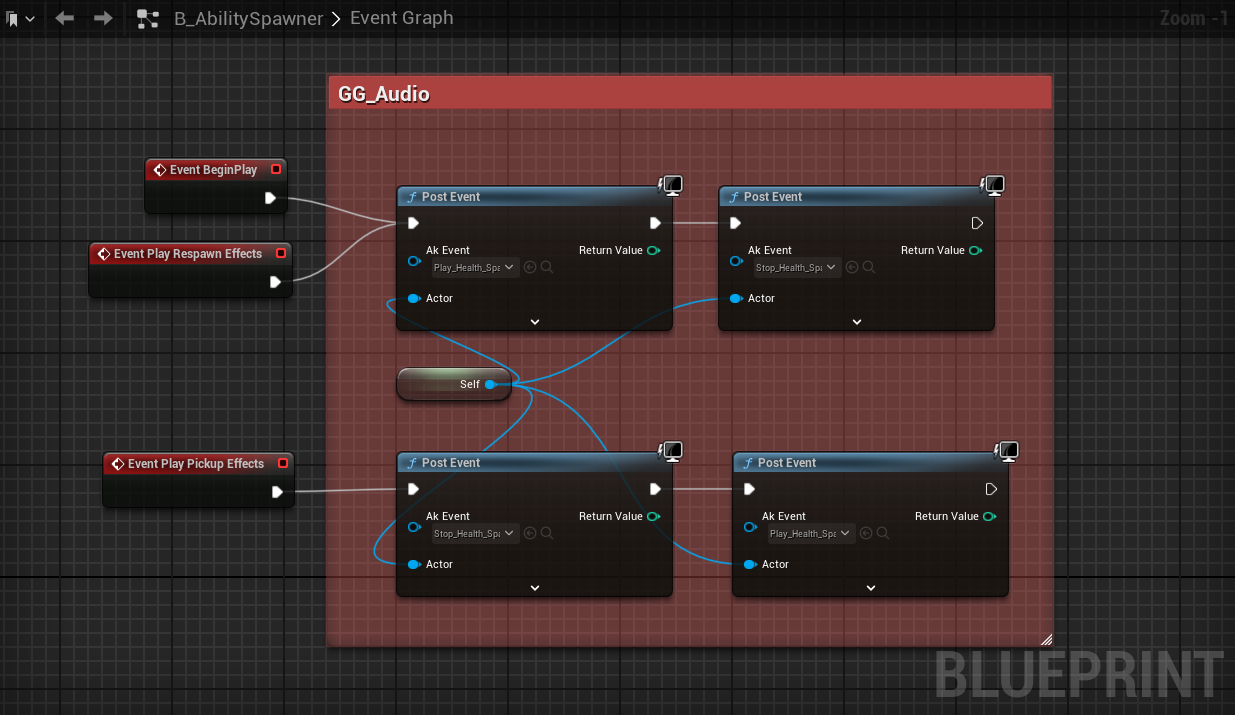 B_AbilitySpawner > Event Graph
Zoom -1
GG_Audio
Event BeginPlay
Event Play Respawn Effects
Post Event
Ak Event
Return Value
Play_Health_Spa
Actor
Post Event
Ak Event
Return Value
Stop_Health_Spa
Actor
Self
Event Play Pickup Effects
Post Event
Ak Event
Return Value
Stop_Health_Spa
Actor
Post Event
Ak Event
Return Value
Play_Health_Spa
Actor
BLUEPRINT